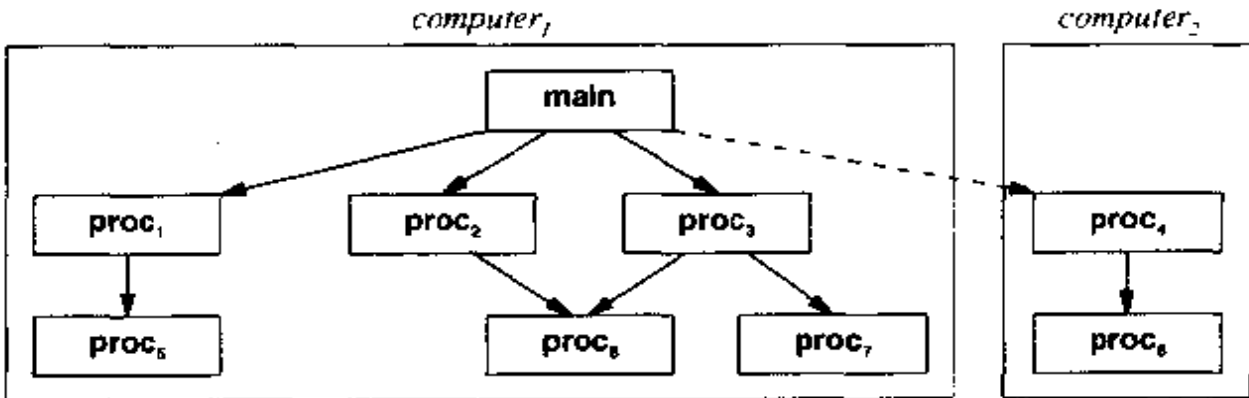 computer₁ computer₂
main
proc₁ proc₂ proc₃ proc₄
proc₅ proc₆ proc₇ proc₈